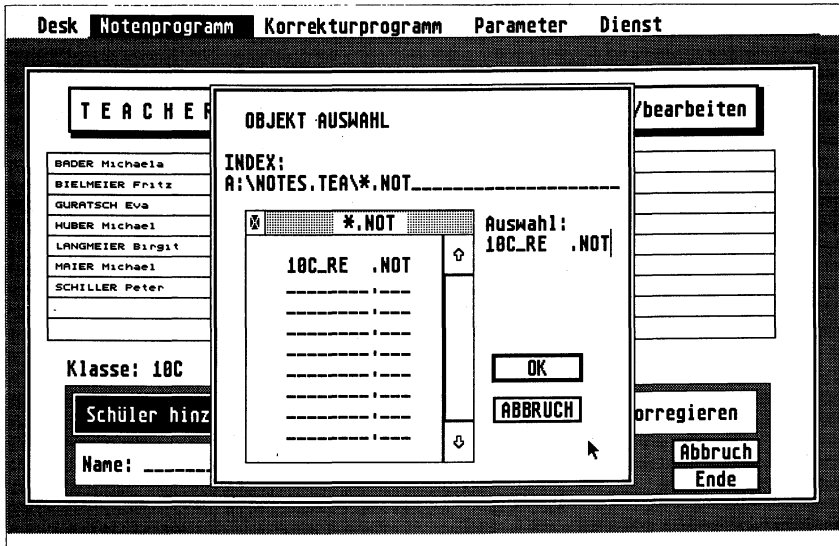 Desk Notenprogramm Korrekturprogramm Parameter Dienst
TEACHER
/bearbeiten
BADER Michaela
BIELMEIER Fritz
GURATSCH Eva
HUBER Michael
LANGMEIER Birgit
MAIER Michael
SCHILLER Peter
Klasse: 10C
Schüler hinz
orregieren
Name: _______
Abbruch
Ende
OBJEKT AUSWAHL
INDEX:
A:\NOTES.TEA\*.NOT____________________
*.NOT
10C_RE  .NOT
Auswahl:
10C_RE  .NOT
OK
ABBRUCH